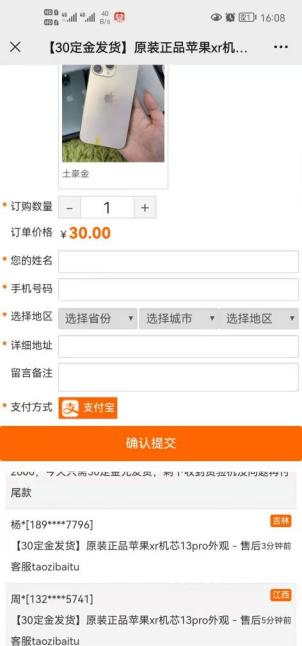 16:08
【30定金发货】原装正品苹果xr机...
土豪金
* 订购数量 - 1 +
订单价格 ¥30.00
* 您的姓名
* 手机号码
* 选择地区 选择省份 选择城市 选择地区
* 详细地址
留言备注
* 支付方式 支付宝
确认提交
2000，今天只需30定金先发货，剩下收到货验机没问题再付
尾款
杨*[189****7796] 吉林
【30定金发货】原装正品苹果xr机芯13pro外观 - 售后3分钟前
客服taozibaitu
周*[132****5741] 江西
【30定金发货】原装正品苹果xr机芯13pro外观 - 售后5分钟前
客服taozibaitu